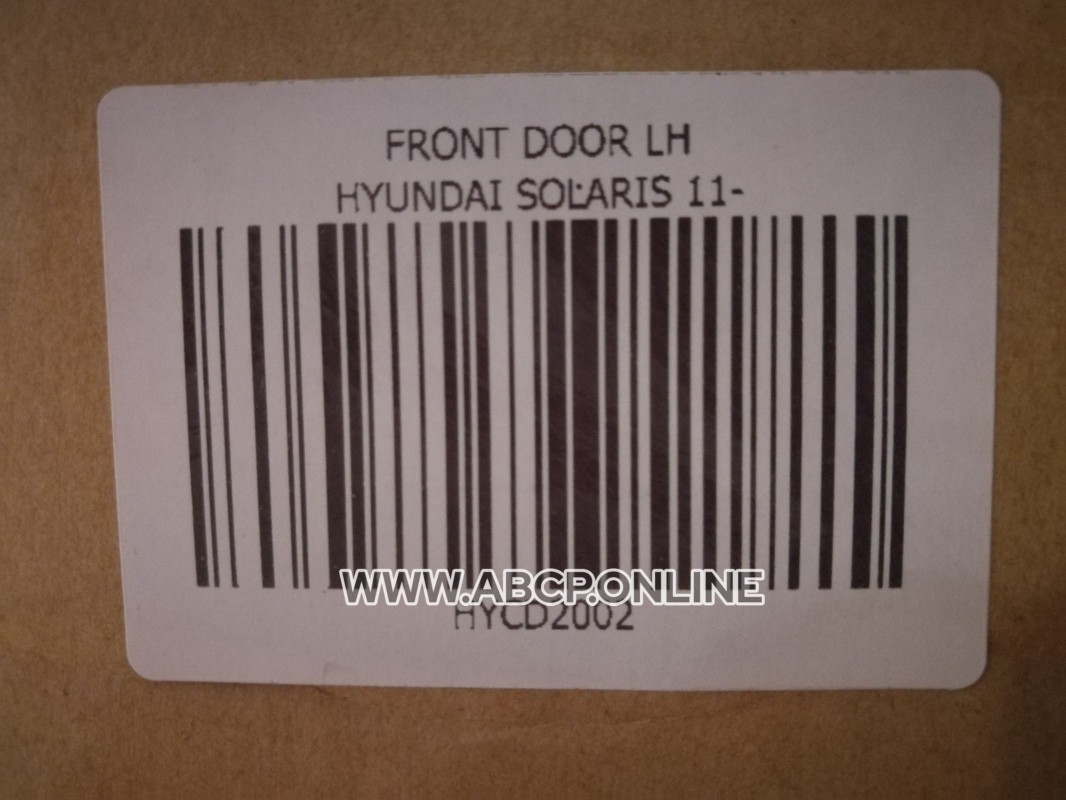 FRONT DOOR LH
HYUNDAI SOLARIS 11-
WWW.ABCP.ONLINE
HYCD2002